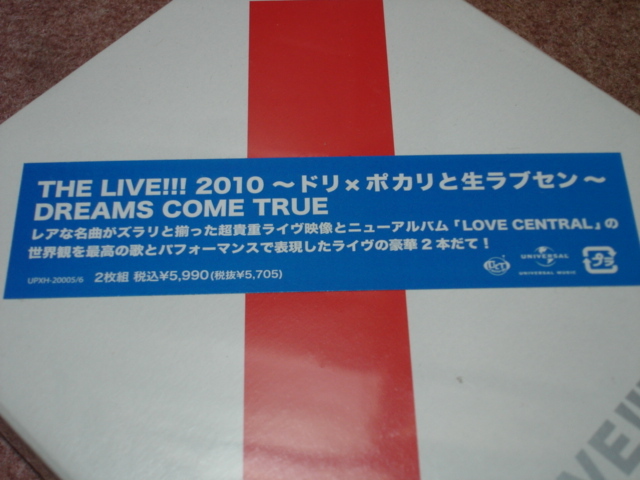 THE LIVE!!! 2010 ～ドリ×ポカリと生ラブセン～
DREAMS COME TRUE
レアな名曲がズラリと揃った超貴重ライヴ映像とニューアルバム「LOVE CENTRAL」の
世界観を最高の歌とパフォーマンスで表現したライヴの豪華2本だて！
UPXH-20005/6 2枚組 税込¥5,990(税抜¥5,705)
UNIVERSAL
UNIVERSAL MUSIC
プラ
VE!!!